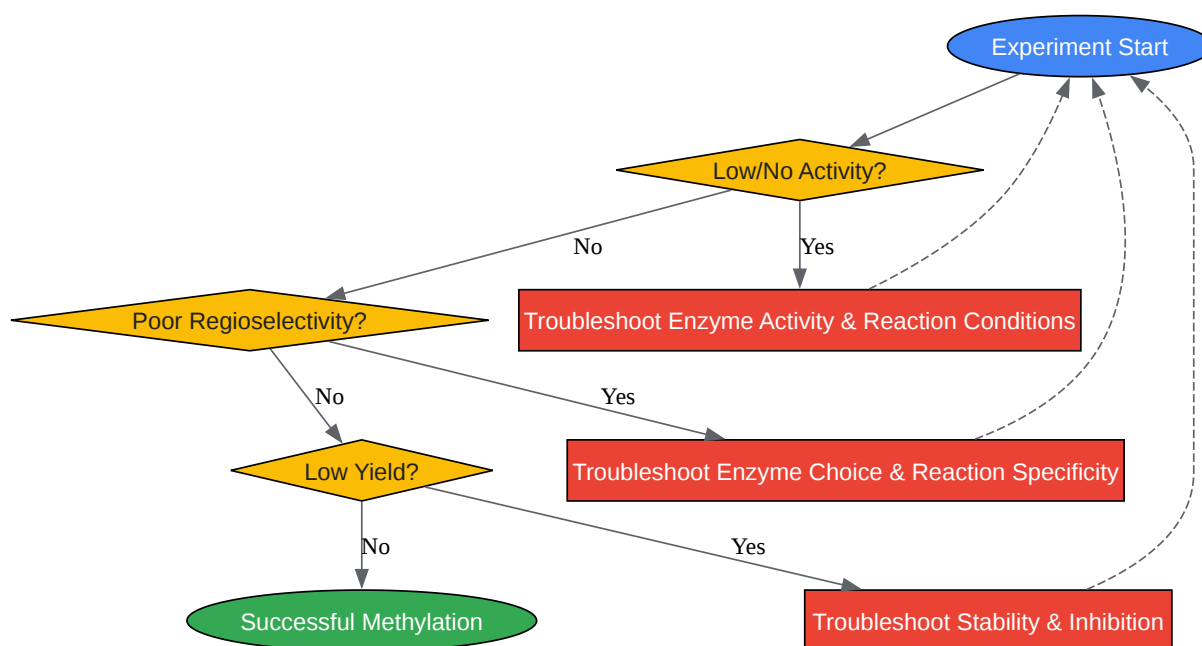 Experiment Start
Low/No Activity?
No
Yes
Poor Regioselectivity?
Troubleshoot Enzyme Activity & Reaction Conditions
No
Yes
Low Yield?
Troubleshoot Enzyme Choice & Reaction Specificity
No
Yes
Successful Methylation
Troubleshoot Stability & Inhibition